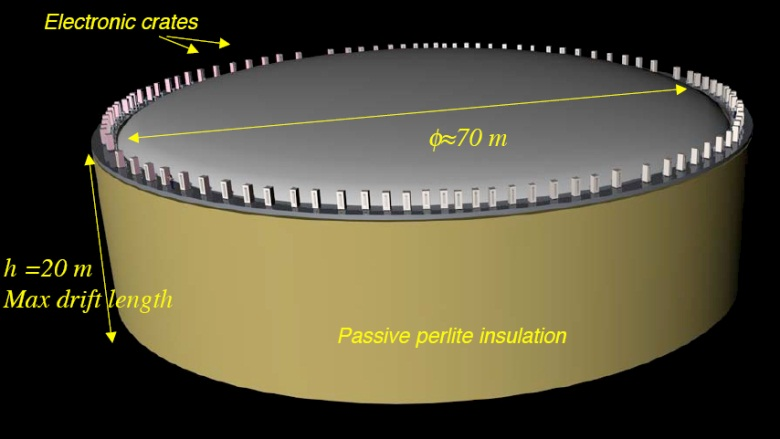 Electronic crates
ϕ≈70 m
h =20 m
Max drift length
Passive perlite insulation